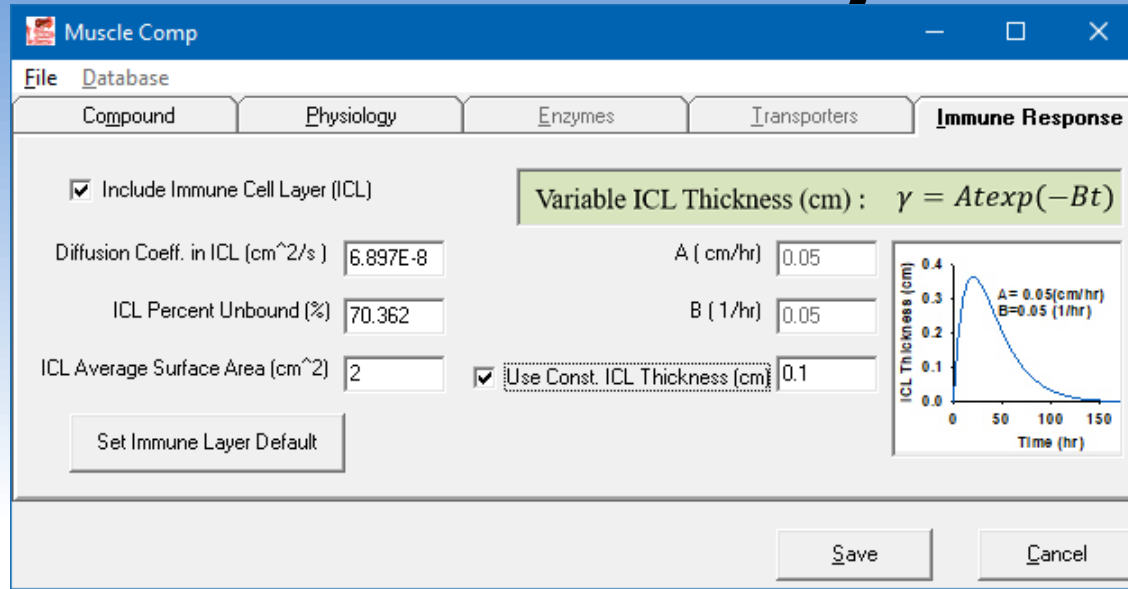 Muscle Comp
File Database
Compound
Physiology
Enzymes
Transporters
Immune Response
Include Immune Cell Layer (ICL)
Variable ICL Thickness (cm) : γ = Atexp(−Bt)
Diffusion Coeff. in ICL (cm^2/s ) 6.897E-8
ICL Percent Unbound (%) 70.362
ICL Average Surface Area (cm^2) 2
Set Immune Layer Default
A ( cm/hr) 0.05
B ( 1/hr) 0.05
Use Const. ICL Thickness (cm) 0.1
ICL Thickness (cm)
0.4
0.3
0.2
0.1
0.0
A= 0.05(cm/hr)
B=0.05 (1/hr)
0 50 100 150
Time (hr)
Save
Cancel